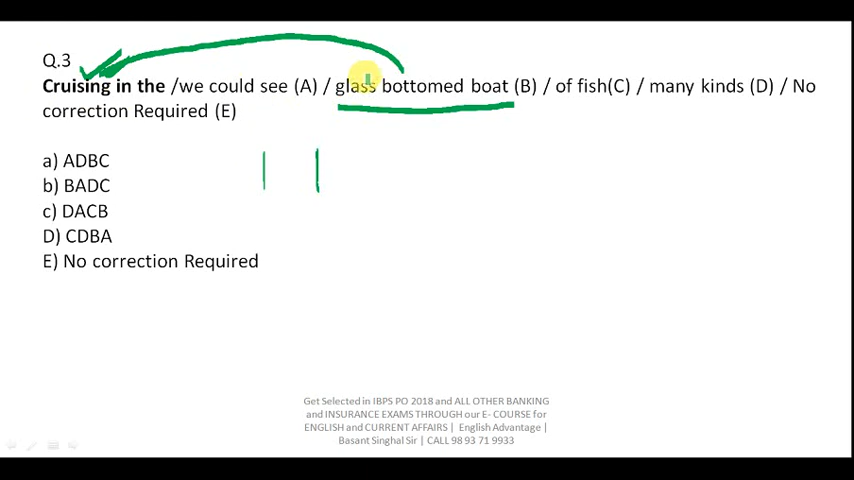 Q.3
Cruising in the /we could see (A) / glass bottomed boat (B) / of fish(C) / many kinds (D) / No
correction Required (E)
a) ADBC
b) BADC
c) DACB
D) CDBA
E) No correction Required
Get Selected in IBPS PO 2018 and ALL OTHER BANKING
and INSURANCE EXAMS THROUGH our E- COURSE for
ENGLISH and CURRENT AFFAIRS | English Advantage |
Basant Singhal Sir | CALL 98 93 71 9933